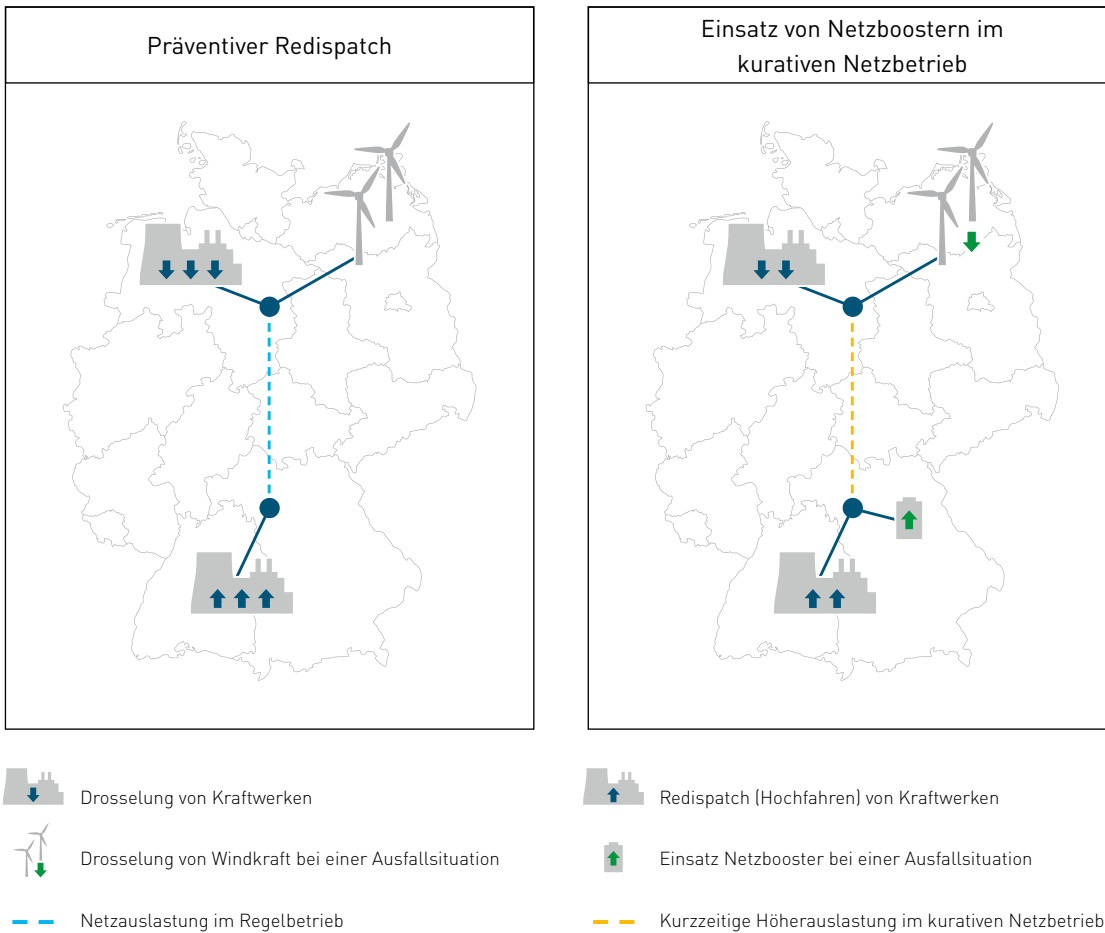 Präventiver Redispatch
Einsatz von Netzboostern im
kurativen Netzbetrieb
Drosselung von Kraftwerken
Redispatch (Hochfahren) von Kraftwerken
Drosselung von Windkraft bei einer Ausfallsituation
Einsatz Netzbooster bei einer Ausfallsituation
Netzauslastung im Regelbetrieb
Kurzzeitige Höherauslastung im kurativen Netzbetrieb